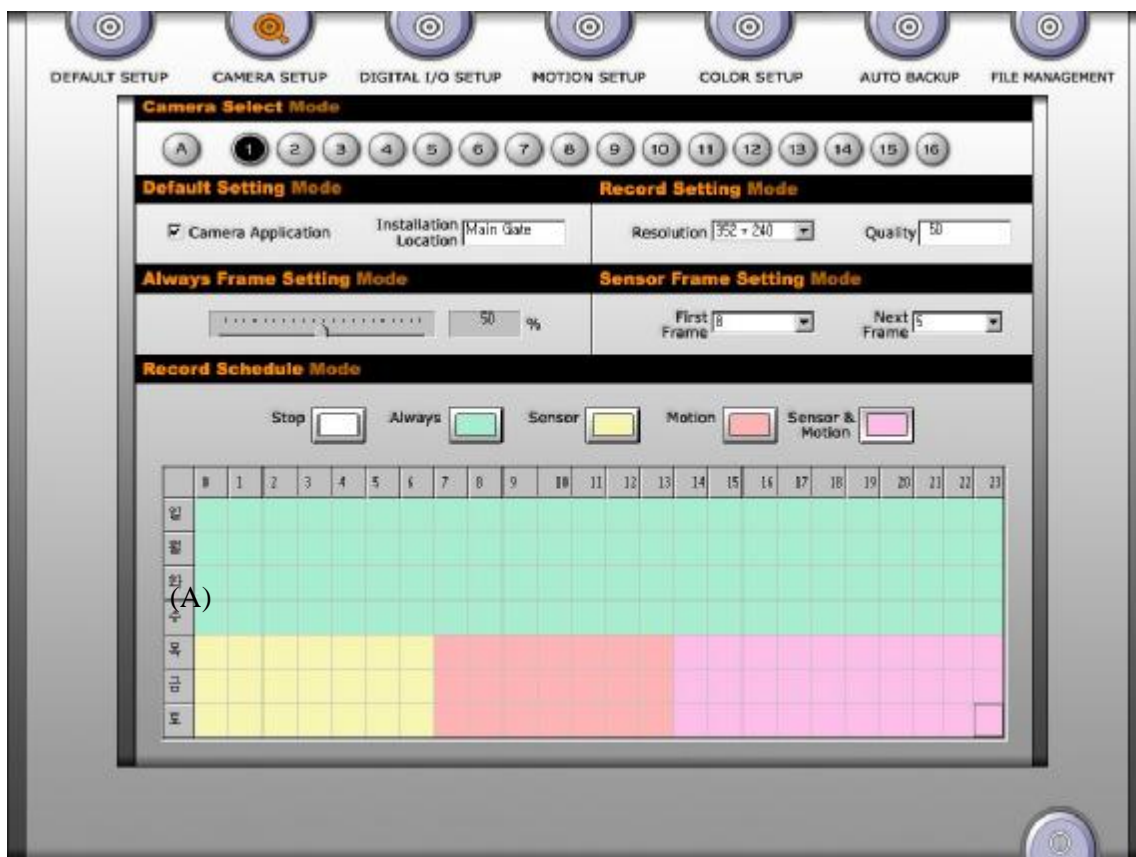 DEFAULT SETUP CAMERA SETUP DIGITAL I/O SETUP MOTION SETUP COLOR SETUP AUTO BACKUP FILE MANAGEMENT
Camera Select Mode
A 1 2 3 4 5 6 7 8 9 10 11 12 13 14 15 16
Default Setting Mode Record Setting Mode
Camera Application Installation Location Main Gate Resolution 352 * 240 Quality 50
Always Frame Setting Mode Sensor Frame Setting Mode
50 % First Frame 8 Next Frame 5
Record Schedule Mode
Stop Always Sensor Motion Sensor & Motion
0 1 2 3 4 5 6 7 8 9 10 11 12 13 14 15 16 17 18 19 20 21 22 23
일
월
화
(A)
수
목
금
토